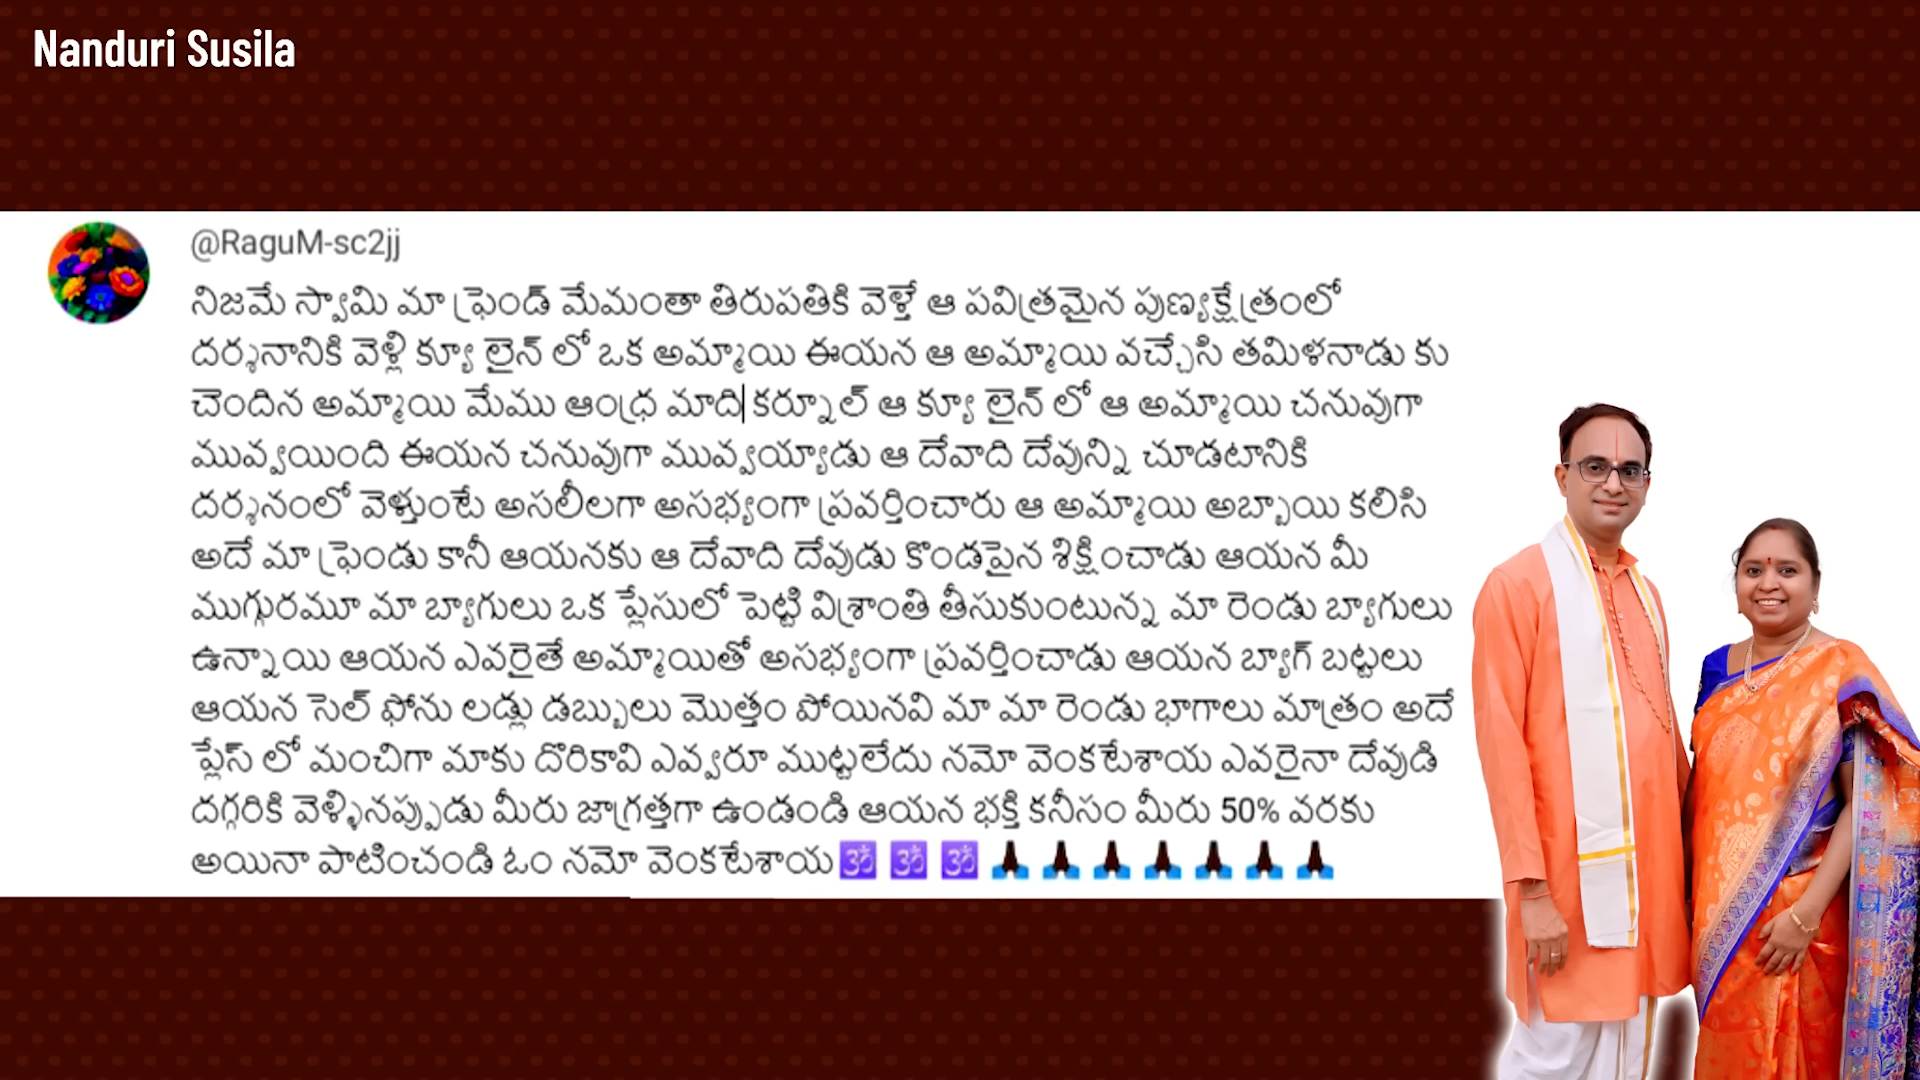 Nanduri Susila
@RaguM-sc2jj
నిజమే స్వామి మా ఫ్రెండ్ మేమంతా తిరుపతికి వెళ్తే ఆ పవిత్రమైన పుణ్యక్షేత్రంలో
దర్శనానికి వెళ్లి క్యూ లైన్ లో ఒక అమ్మాయి ఈయన ఆ అమ్మాయి వచ్చేసి తమిళనాడు కు
చెందిన అమ్మాయి మేము ఆంధ్ర మాది కర్నూల్ ఆ క్యూ లైన్ లో ఆ అమ్మాయి చనువుగా
మువ్వయింది ఈయన చనువుగా మువ్వయ్యాడు ఆ దేవాది దేవున్ని చూడటానికి
దర్శనంలో వెళ్తుంటే అసలీలగా అసభ్యంగా ప్రవర్తించారు ఆ అమ్మాయి అబ్బాయి కలిసి
అదే మా ఫ్రెండు కానీ ఆయనకు ఆ దేవాది దేవుడు కొండపైన శిక్షించాడు ఆయన మీ
ముగ్గురమూ మా బ్యాగులు ఒక ప్లేసులో పెట్టి విశ్రాంతి తీసుకుంటున్న మా రెండు బ్యాగులు
ఉన్నాయి ఆయన ఎవరైతే అమ్మాయితో అసభ్యంగా ప్రవర్తించాడు ఆయన బ్యాగ్ బట్టలు
ఆయన సెల్ ఫోను లడ్లు డబ్బులు మొత్తం పోయినవి మా మా రెండు భాగాలు మాత్రం అదే
ప్లేస్ లో మంచిగా మాకు దొరికావి ఎవ్వరూ ముట్టలేదు నమో వెంకటేశాయ ఎవరైనా దేవుడి
దగ్గరికి వెళ్ళినప్పుడు మీరు జాగ్రత్తగా ఉండండి ఆయన భక్తి కనీసం మీరు 50% వరకు
అయినా పాటించండి ఓం నమో వెంకటేశాయ🕉🕉🕉🙏🏿🙏🏿🙏🏿🙏🏿🙏🏿🙏🏿🙏🏿